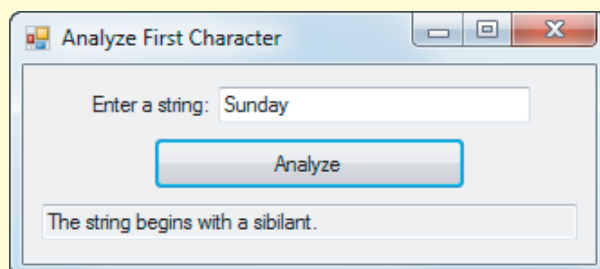 Analyze First Character
Enter a string: Sunday
Analyze
The string begins with a sibilant.